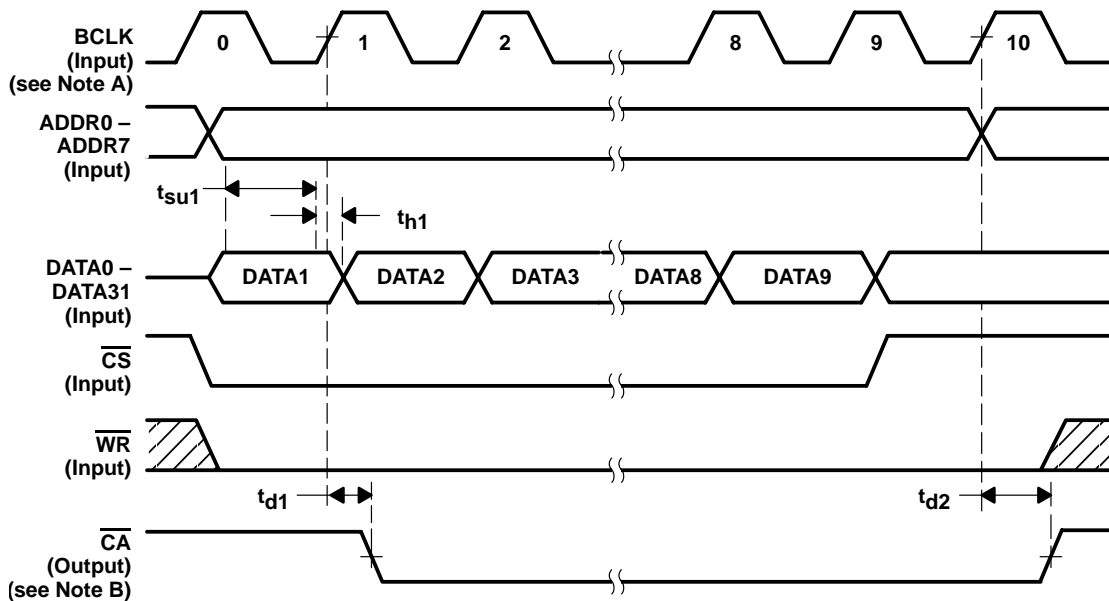 BCLK
(Input)
(see Note A)
0 1 2 8 9 10
ADDR0 –
ADDR7
(Input)
tsu1
th1
DATA0 –
DATA31
(Input)
DATA1 DATA2 DATA3 DATA8 DATA9
CS
(Input)
WR
(Input)
td1 td2
CA
(Output)
(see Note B)